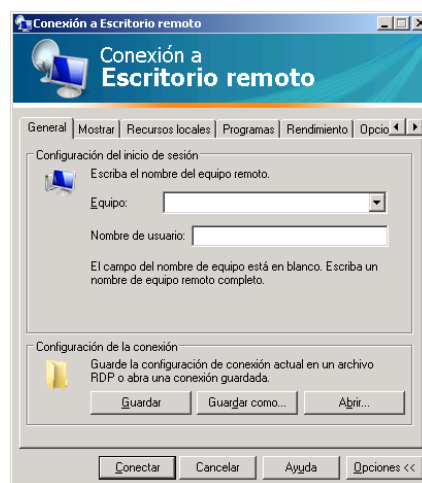 Conexión a Escritorio remoto
Conexión a
Escritorio remoto
General Mostrar Recursos locales Programas Rendimiento Opcio
Configuración del inicio de sesión
Escriba el nombre del equipo remoto.
Equipo:
Nombre de usuario:
El campo del nombre de equipo está en blanco. Escriba un
nombre de equipo remoto completo.
Configuración de la conexión
Guarde la configuración de conexión actual en un archivo
RDP o abra una conexión guardada.
Guardar Guardar como... Abrir...
Conectar Cancelar Ayuda Opciones <<